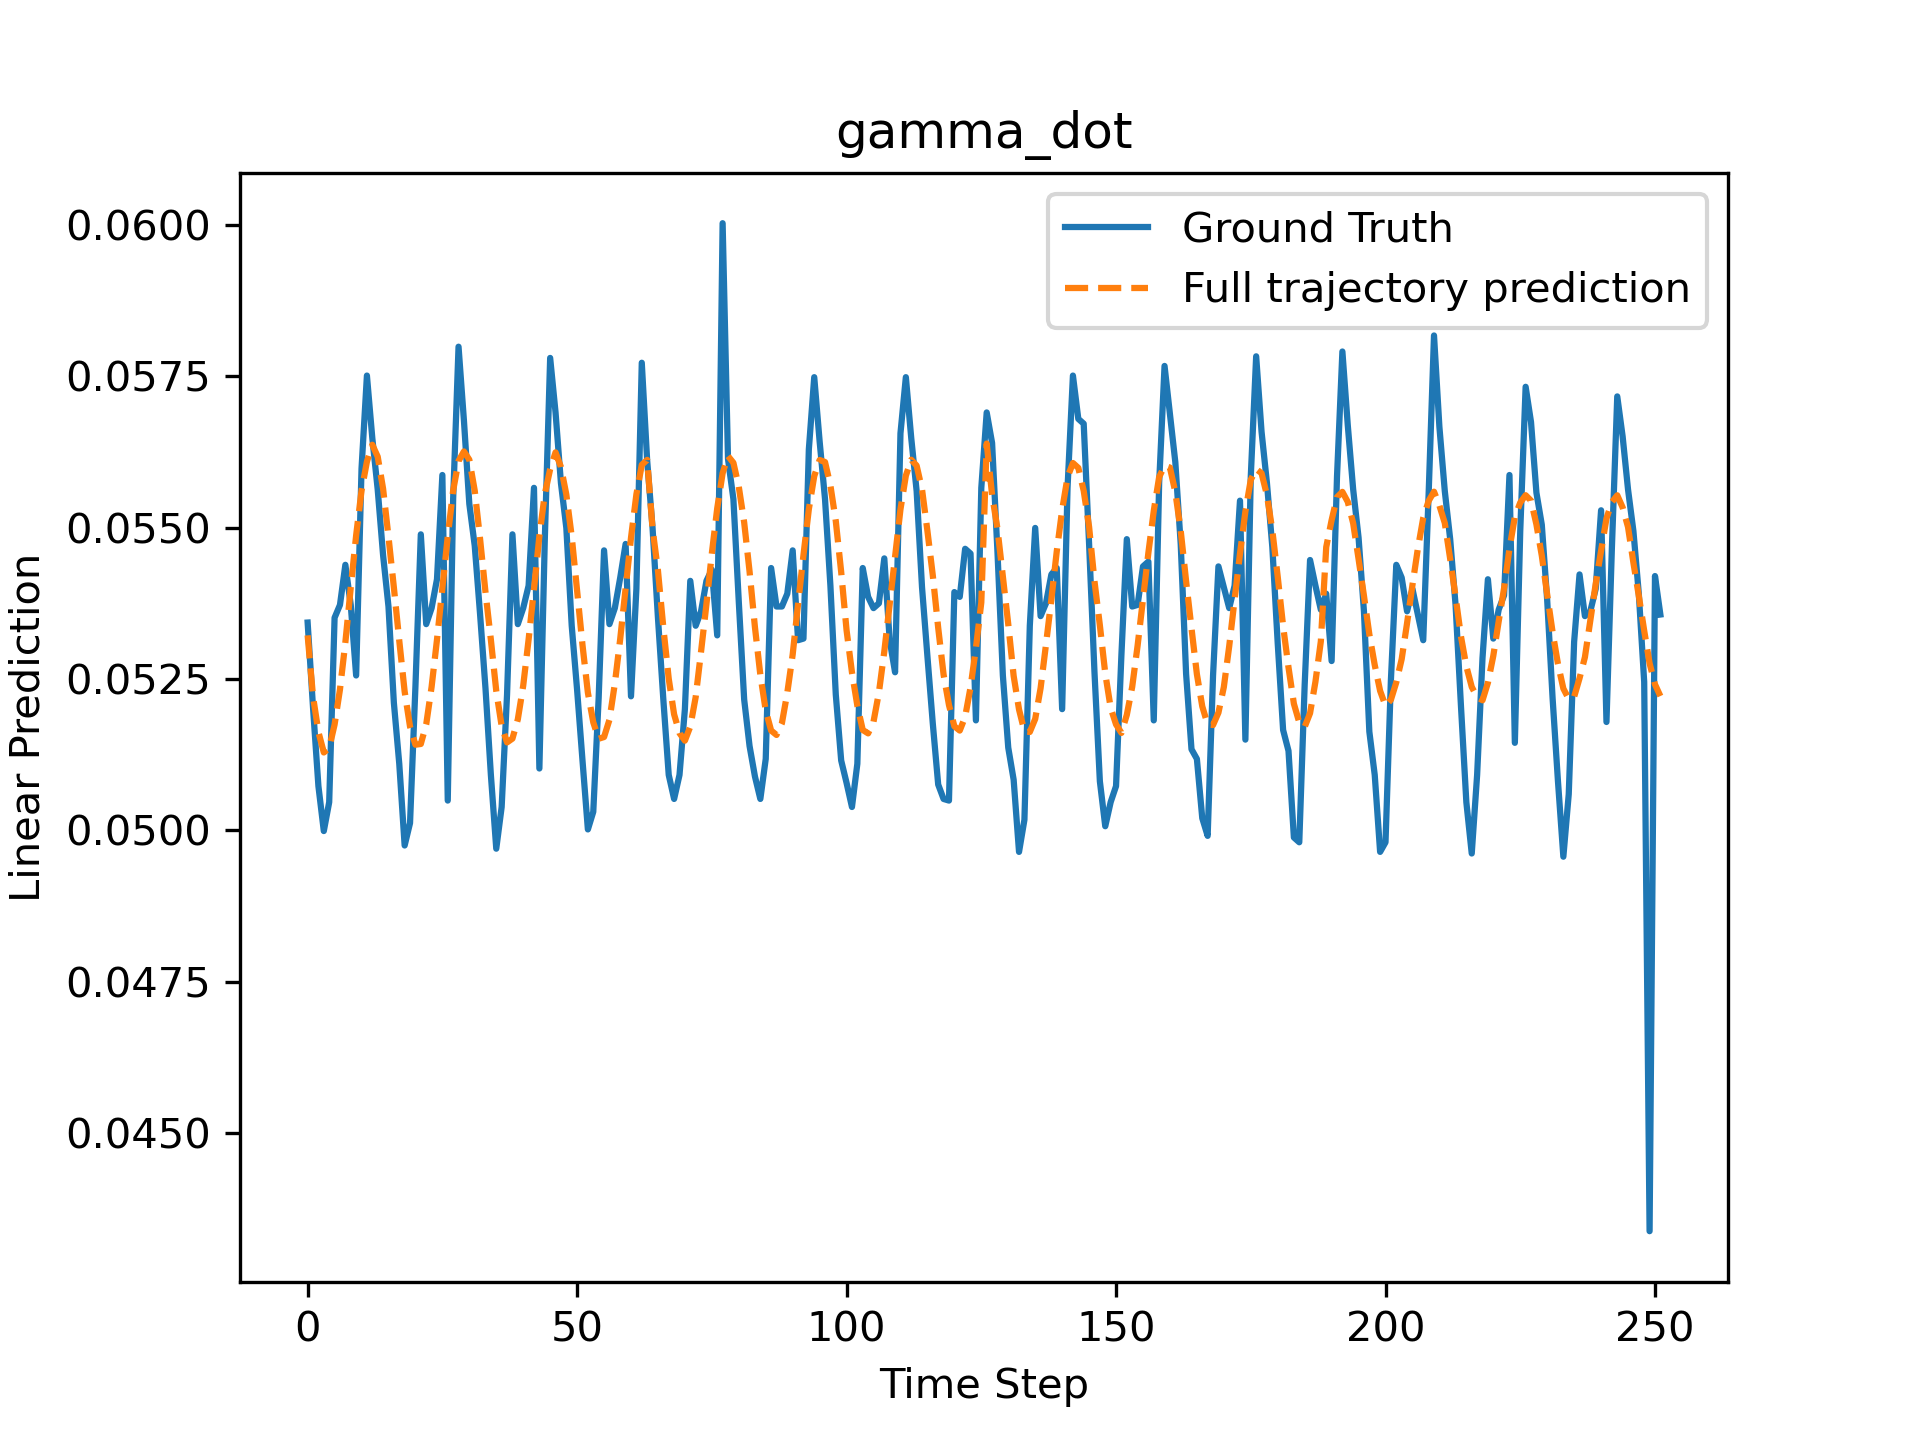 gamma_dot
Ground Truth
Full trajectory prediction
Linear Prediction
0.0600
0.0575
0.0550
0.0525
0.0500
0.0475
0.0450
0 50 100 150 200 250
Time Step